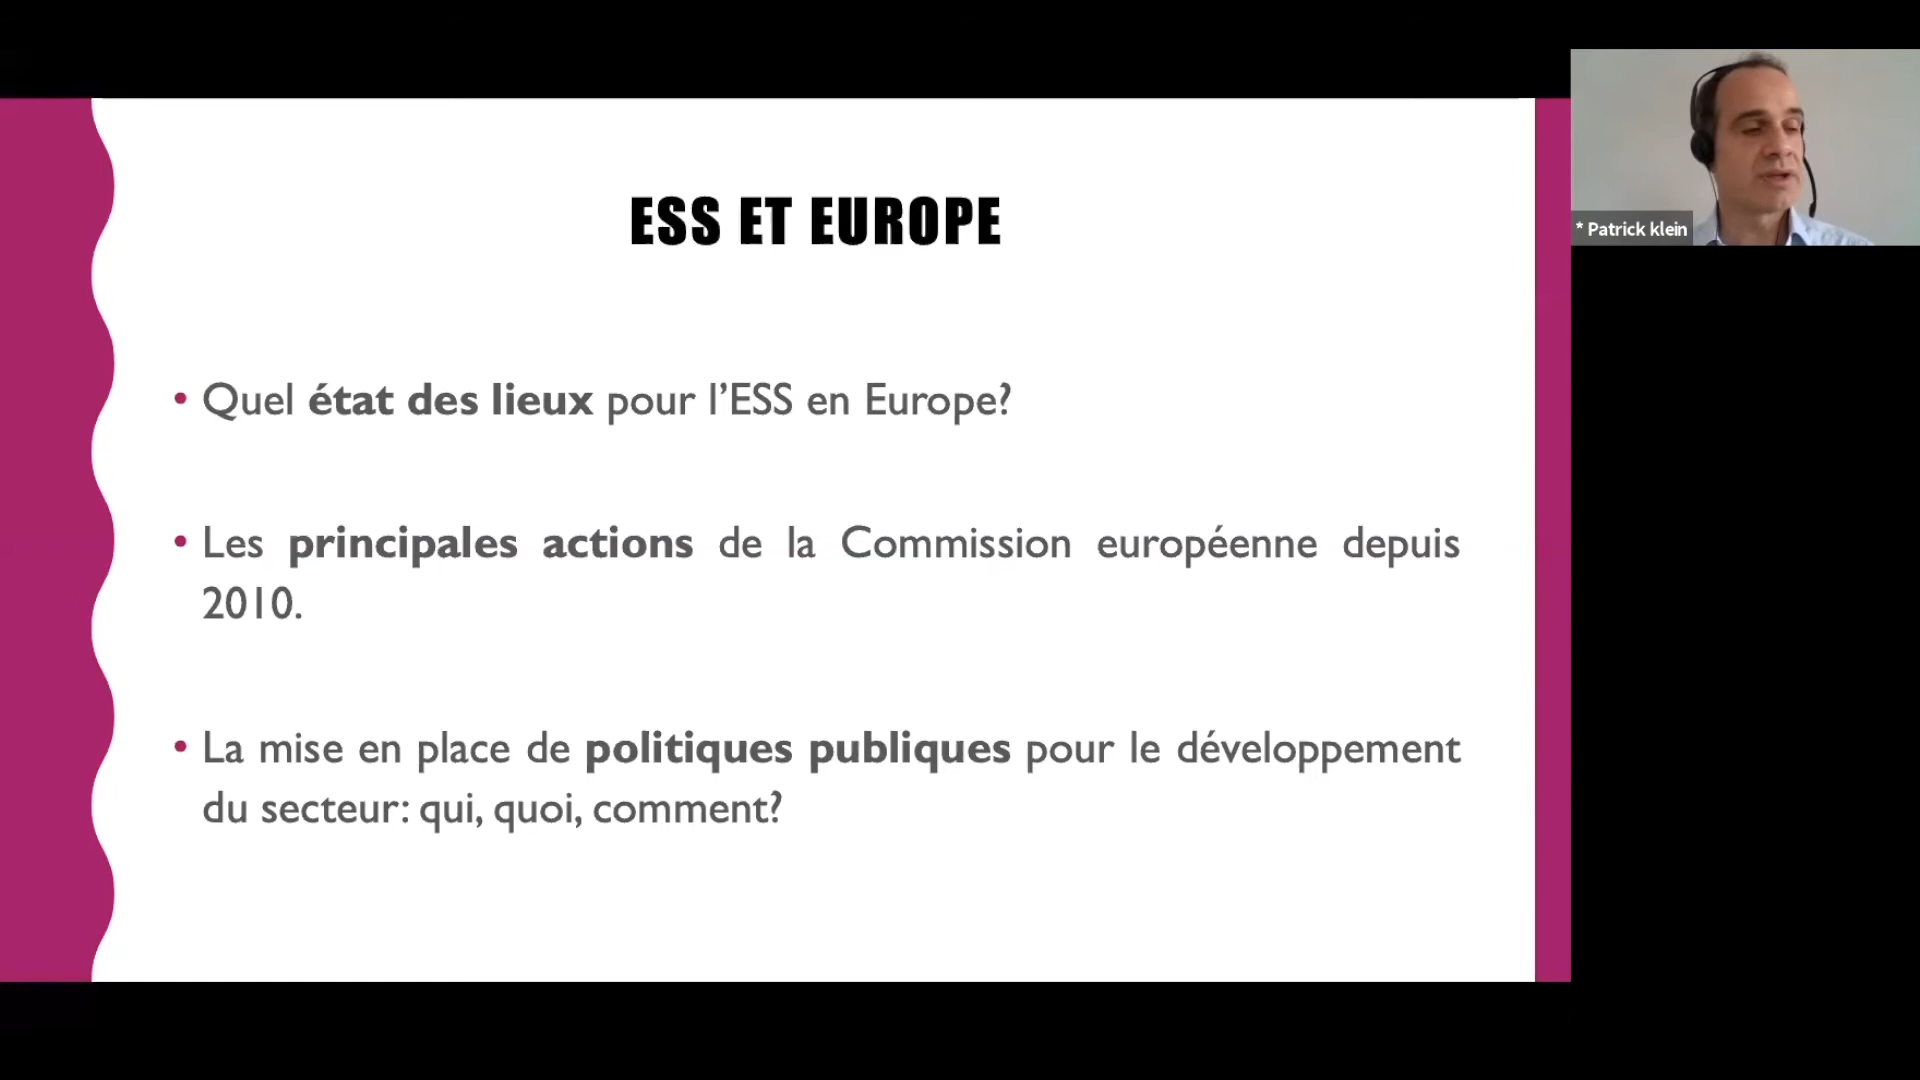 ESS ET EUROPE
* Patrick klein
• Quel état des lieux pour l’ESS en Europe?
• Les principales actions de la Commission européenne depuis
2010.
• La mise en place de politiques publiques pour le développement
du secteur: qui, quoi, comment?